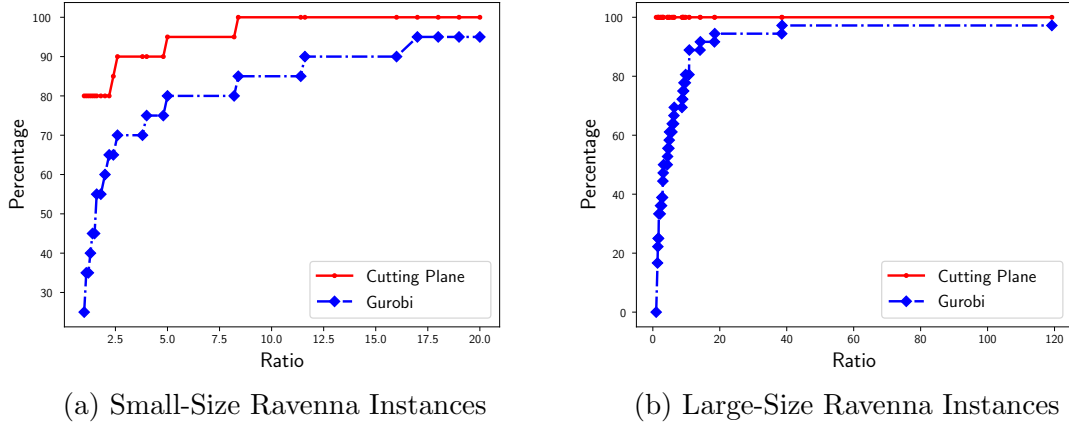 100
90
80
70
60
50
40
30
Percentage
2.5 5.0 7.5 10.0 12.5 15.0 17.5 20.0
Ratio
Cutting Plane
Gurobi
(a) Small-Size Ravenna Instances
100
80
60
40
20
0
Percentage
0 20 40 60 80 100 120
Ratio
Cutting Plane
Gurobi
(b) Large-Size Ravenna Instances